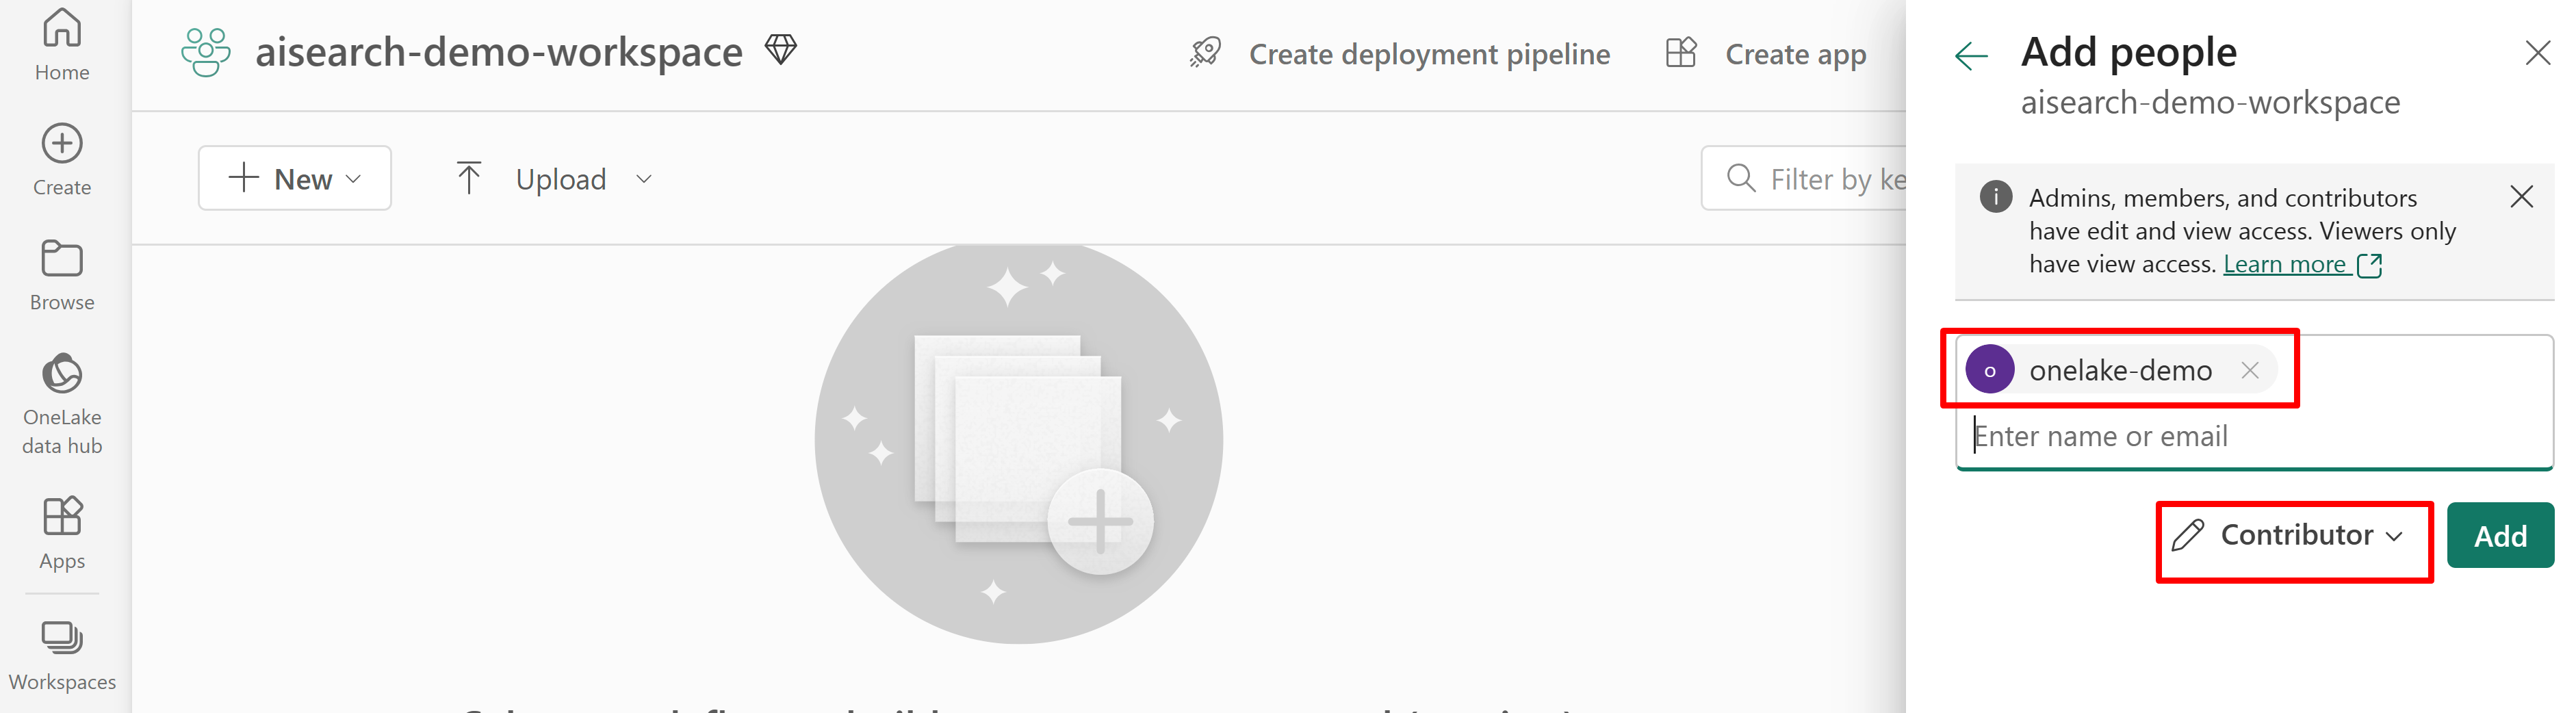 Home
Create
Browse
OneLake
data hub
Apps
Workspaces
aisearch-demo-workspace
Create deployment pipeline
Create app
New
Upload
Filter by ke
Add people
aisearch-demo-workspace
i
Admins, members, and contributors
have edit and view access. Viewers only
have view access. Learn more
o
onelake-demo
Enter name or email
Contributor
Add